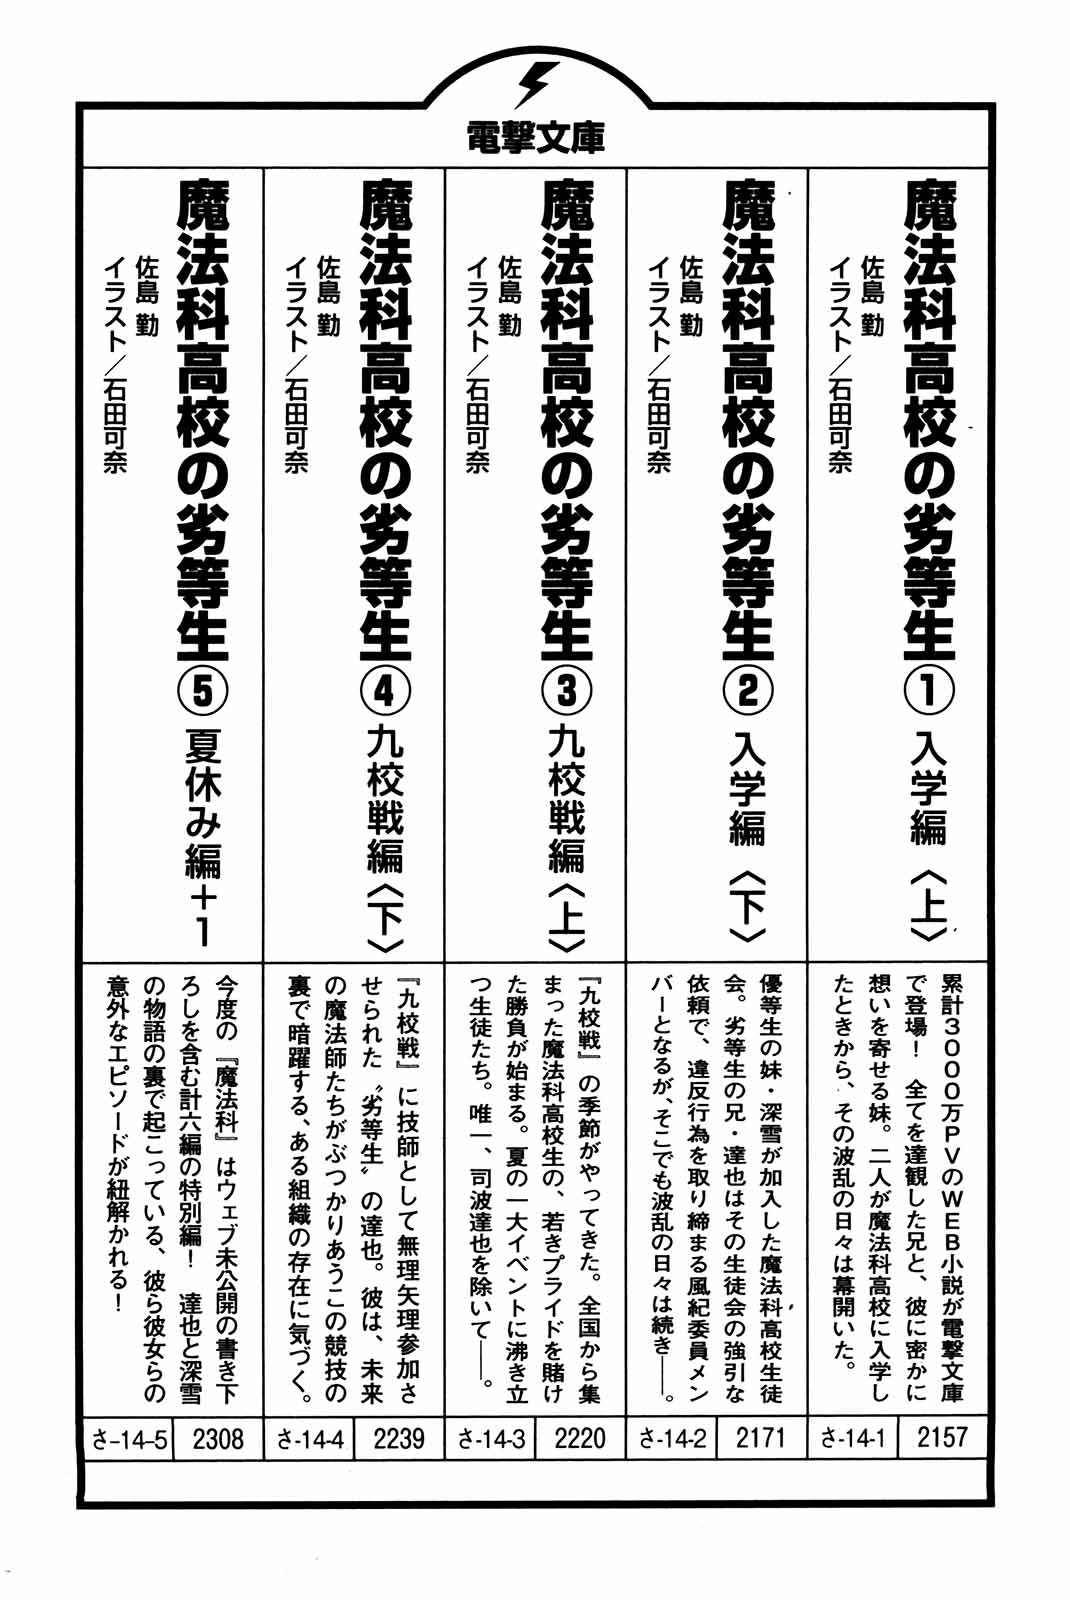 電撃文庫
魔法科高校の劣等生① 入学編〈上〉
佐島 勤
イラスト/石田可奈
累計3000万PVのWEB小説が電撃文庫
で登場! 全てを達観した兄と、彼に密かに
想いを寄せる妹。二人が魔法科高校に入学し
たときから、その波乱の日々は幕開いた。
さ-14-1
2157
魔法科高校の劣等生② 入学編〈下〉
佐島 勤
イラスト/石田可奈
優等生の妹・深雪が加入した魔法科高校生徒
会。劣等生の兄・達也はその生徒会の強引な
依頼で、違反行為を取り締まる風紀委員メン
バーとなるが、そこでも波乱の日々は続き──。
さ-14-2
2171
魔法科高校の劣等生③ 九校戦編〈上〉
佐島 勤
イラスト/石田可奈
『九校戦』の季節がやってきた。全国から集
まった魔法科高校生の、若きプライドを賭け
た勝負が始まる。夏の一大イベントに沸き立
つ生徒たち。唯一、司波達也を除いて──。
さ-14-3
2220
魔法科高校の劣等生④ 九校戦編〈下〉
佐島 勤
イラスト/石田可奈
『九校戦』に技師として無理矢理参加さ
せられた〝劣等生〟の達也。彼は、未来
の魔法師たちがぶつかりあうこの競技の
裏で暗躍する、ある組織の存在に気づく。
さ-14-4
2239
魔法科高校の劣等生⑤ 夏休み編+1
佐島 勤
イラスト/石田可奈
今度の『魔法科』はウェブ未公開の書き下
ろしを含む計六編の特別編! 達也と深雪
の物語の裏で起こっている、彼ら彼女らの
意外なエピソードが紐解かれる!
さ-14-5
2308